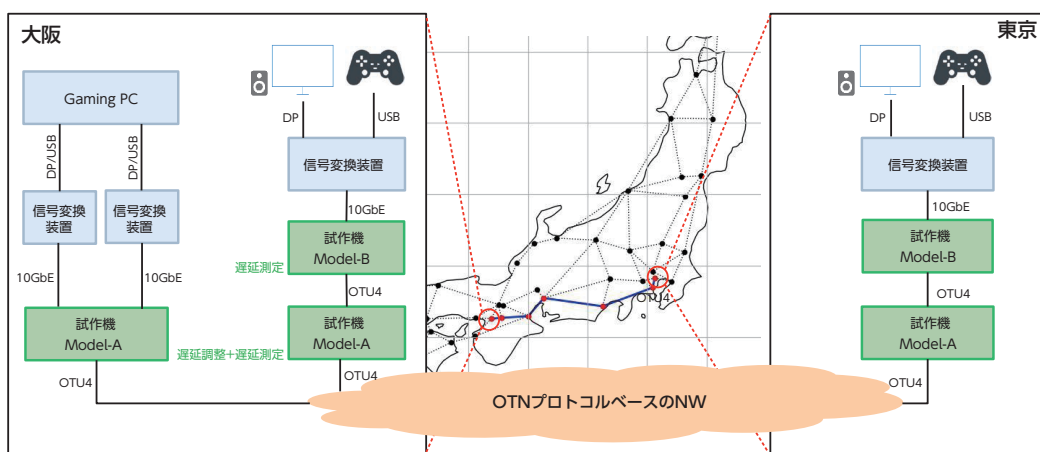 大阪
Gaming PC
DP/USB
DP/USB
信号変換
装置
信号変換
装置
10GbE
10GbE
試作機
Model-A
OTU4
DP
USB
信号変換装置
10GbE
試作機
Model-B
遅延測定
OTU4
試作機
Model-A
遅延調整+遅延測定
OTU4
OTU4
OTNプロトコルベースのNW
東京
DP
USB
信号変換装置
10GbE
試作機
Model-B
OTU4
試作機
Model-A
OTU4